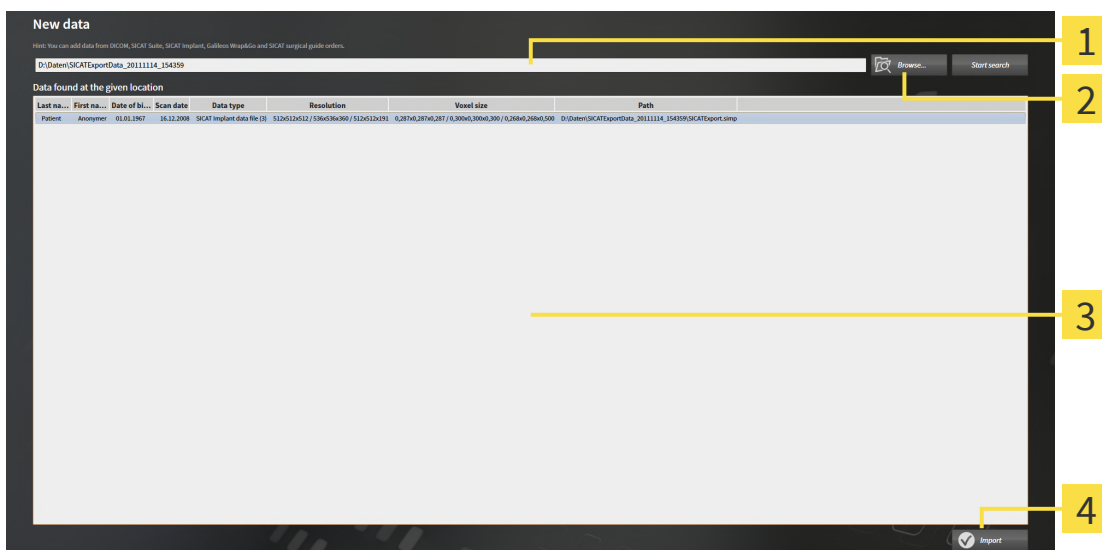 New data
Hint: You can add data from DICOM, SICAT Suite, SICAT Implant, Galileos Wrap&Go and SICAT surgical guide orders.
D:\Daten\SICATExportData_20111114_154359 Browse... Start search
Data found at the given location
Last na... First na... Date of bi... Scan date Data type Resolution Voxel size Path
Patient Anonymer 01.01.1967 16.12.2008 SICAT Implant data file (3) 512x512x512 / 536x536x360 / 512x512x191 0,287x0,287x0,287 / 0,300x0,300x0,300 / 0,268x0,268x0,500 D:\Daten\SICATExportData_20111114_154359\SICATExport.simp
Import
1
2
3
4